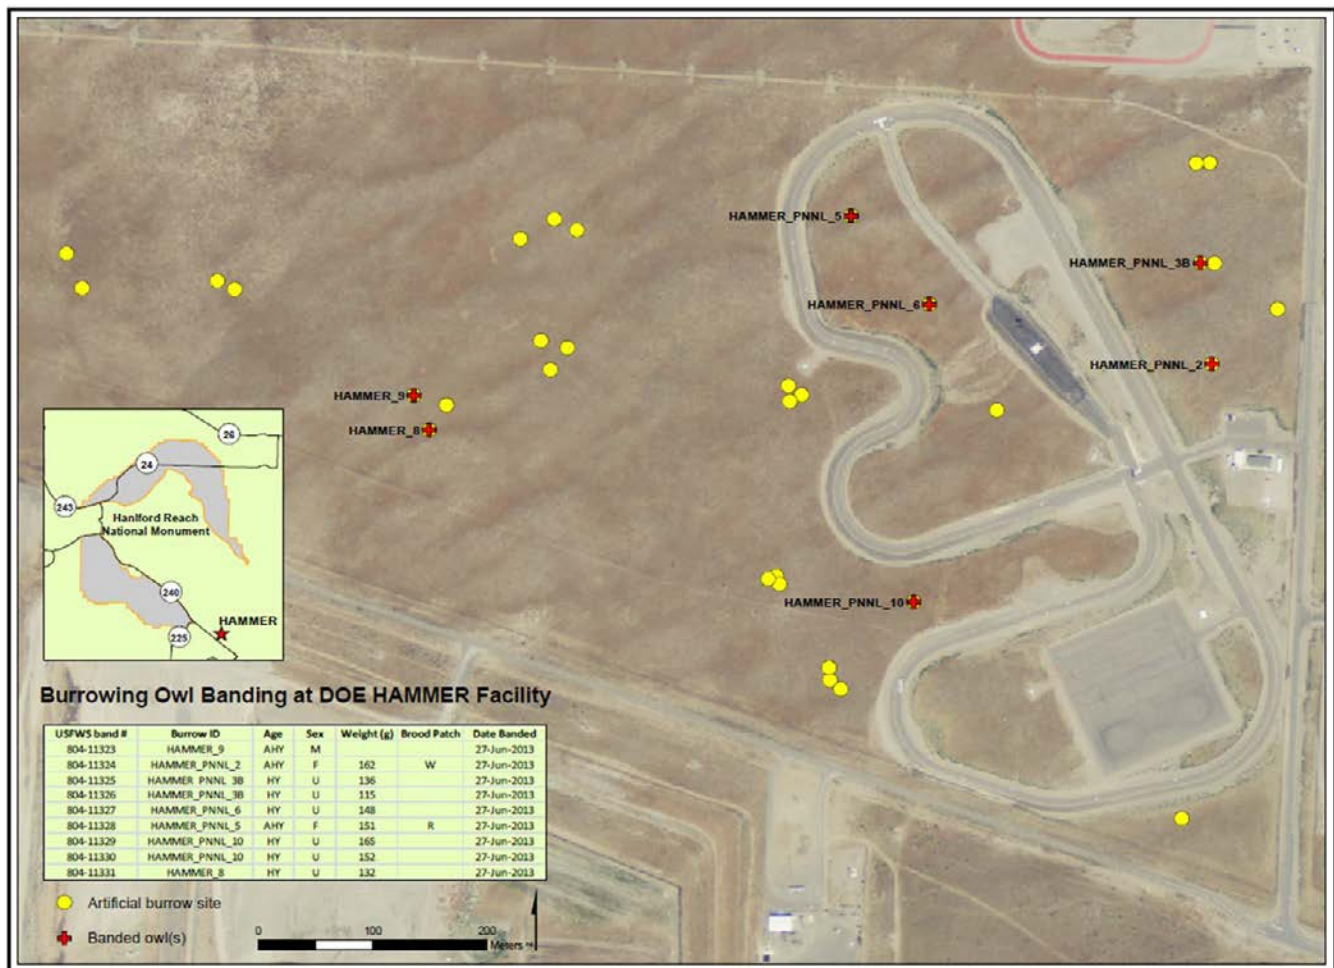 HAMMER_PNNL_5
HAMMER_PNNL_3B
HAMMER_PNNL_6
HAMMER_PNNL_2
HAMMER_9
HAMMER_8
26
24
243
Hanlford Reach
National Monument
240
HAMMER
225
HAMMER_PNNL_10
Burrowing Owl Banding at DOE HAMMER Facility
USFWS band # Burrow ID Age Sex Weight (g) Brood Patch Date Banded
804-11323 HAMMER_9 AHY M 27-Jun-2013
804-11324 HAMMER_PNNL_2 AHY F 162 W 27-Jun-2013
804-11325 HAMMER_PNNL_3B HY U 136 27-Jun-2013
804-11326 HAMMER_PNNL_3B HY U 115 27-Jun-2013
804-11327 HAMMER_PNNL_6 HY U 148 27-Jun-2013
804-11328 HAMMER_PNNL_5 AHY F 151 R 27-Jun-2013
804-11329 HAMMER_PNNL_10 HY U 165 27-Jun-2013
804-11330 HAMMER_PNNL_10 HY U 152 27-Jun-2013
804-11331 HAMMER_8 HY U 132 27-Jun-2013
Artificial burrow site
Banded owl(s)
0 100 200
Meters